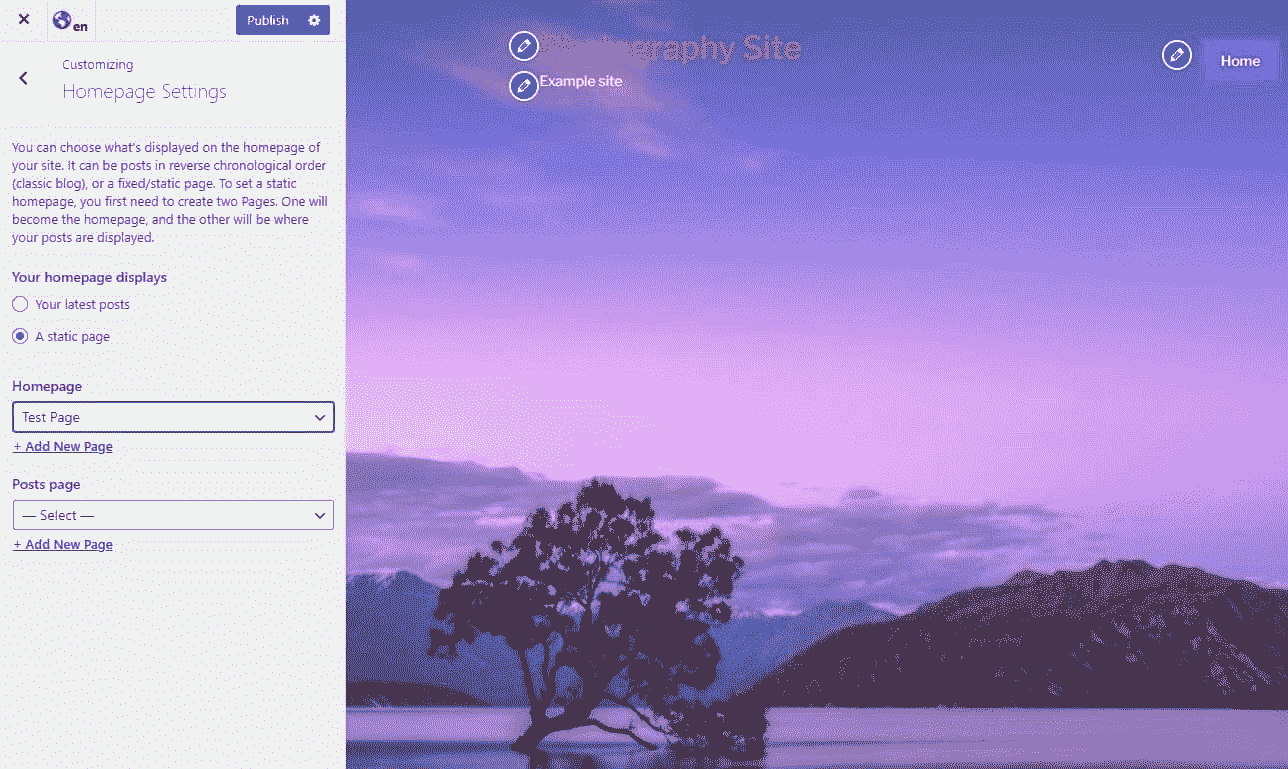 en
Publish
Customizing
Homepage Settings
You can choose what's displayed on the homepage of
your site. It can be posts in reverse chronological order
(classic blog), or a fixed/static page. To set a static
homepage, you first need to create two Pages. One will
become the homepage, and the other will be where
your posts are displayed.
Your homepage displays
Your latest posts
A static page
Homepage
Test Page
+ Add New Page
Posts page
— Select —
+ Add New Page
Site
Example site
Home